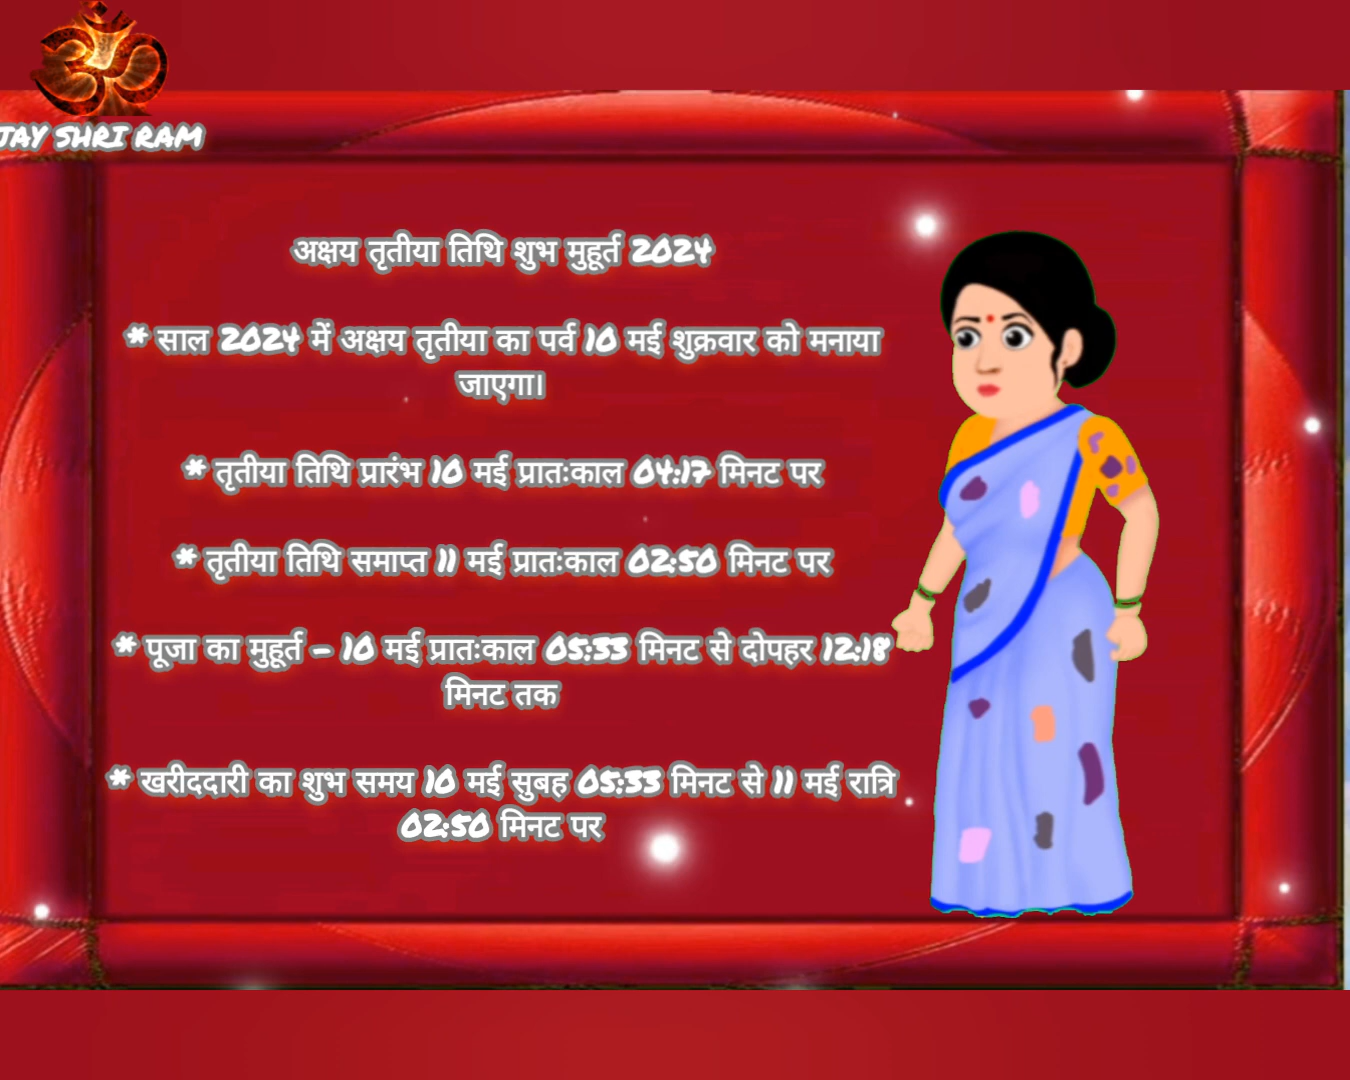 JAY SHRI RAM
अक्षय तृतीया तिथि शुभ मुहूर्त 2024
* साल 2024 में अक्षय तृतीया का पर्व 10 मई शुक्रवार को मनाया
जाएगा।
* तृतीया तिथि प्रारंभ 10 मई प्रातःकाल 04:17 मिनट पर
* तृतीया तिथि समाप्त 11 मई प्रातःकाल 02:50 मिनट पर
* पूजा का मुहूर्त - 10 मई प्रातःकाल 05:33 मिनट से दोपहर 12:18
मिनट तक
* खरीददारी का शुभ समय 10 मई सुबह 05:33 मिनट से 11 मई रात्रि
02:50 मिनट पर